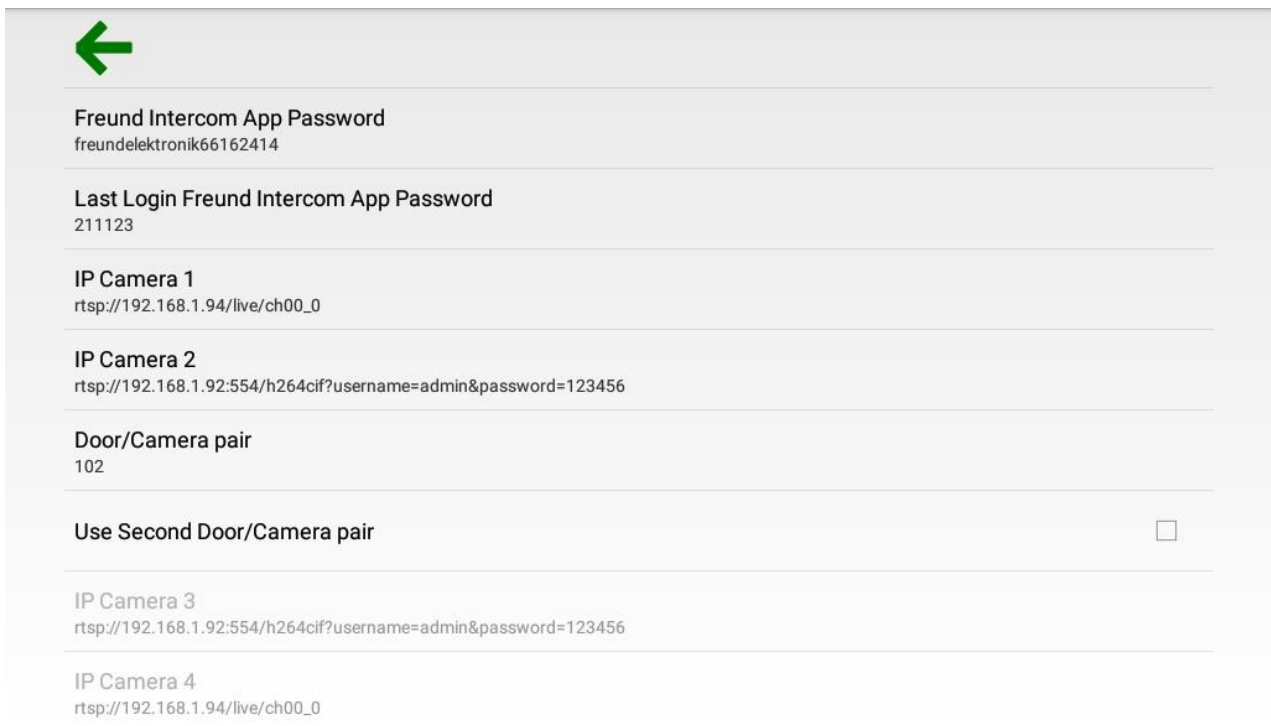 Freund Intercom App Password
freundelektronik66162414
Last Login Freund Intercom App Password
211123
IP Camera 1
rtsp://192.168.1.94/live/ch00_0
IP Camera 2
rtsp://192.168.1.92:554/h264cif?username=admin&password=123456
Door/Camera pair
102
Use Second Door/Camera pair
IP Camera 3
rtsp://192.168.1.92:554/h264cif?username=admin&password=123456
IP Camera 4
rtsp://192.168.1.94/live/ch00_0